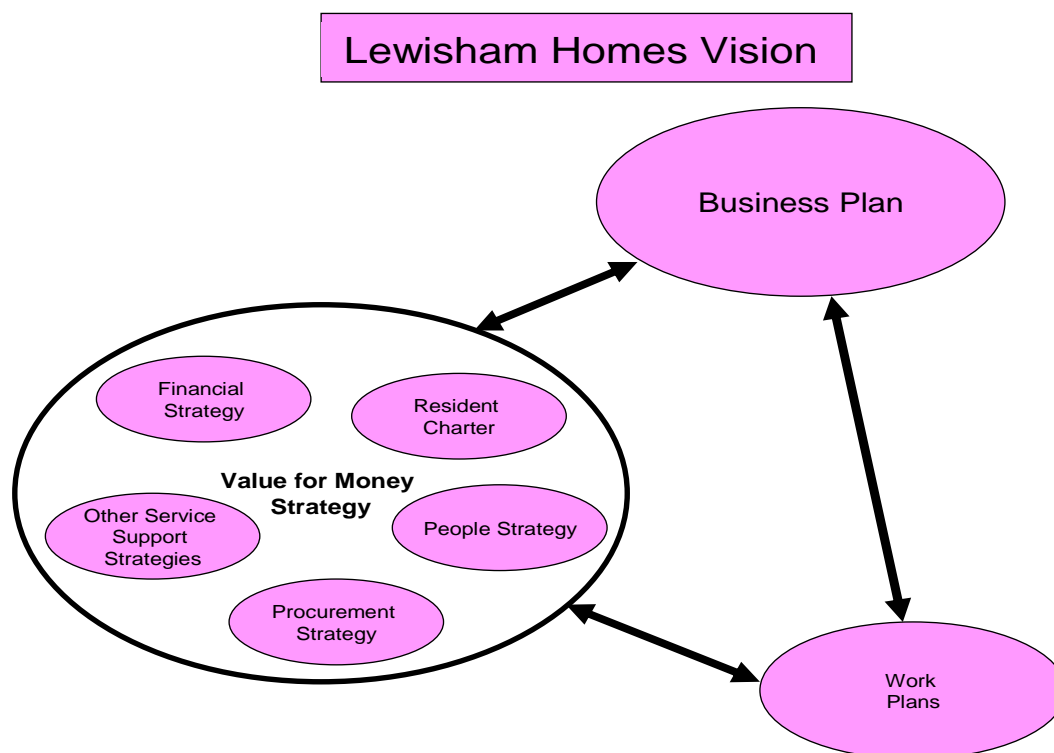 Lewisham Homes Vision
Business Plan
Financial
Strategy
Resident
Charter
Value for Money
Strategy
Other Service
Support
Strategies
People Strategy
Procurement
Strategy
Work
Plans